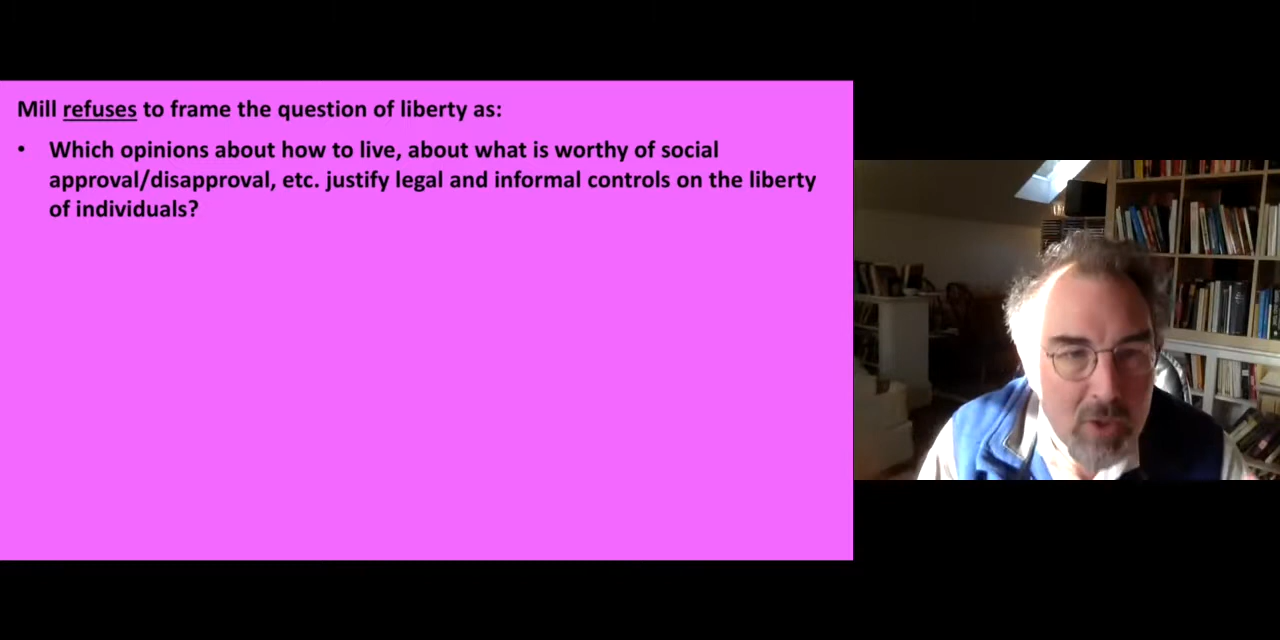 Mill refuses to frame the question of liberty as:
• Which opinions about how to live, about what is worthy of social
approval/disapproval, etc. justify legal and informal controls on the liberty
of individuals?